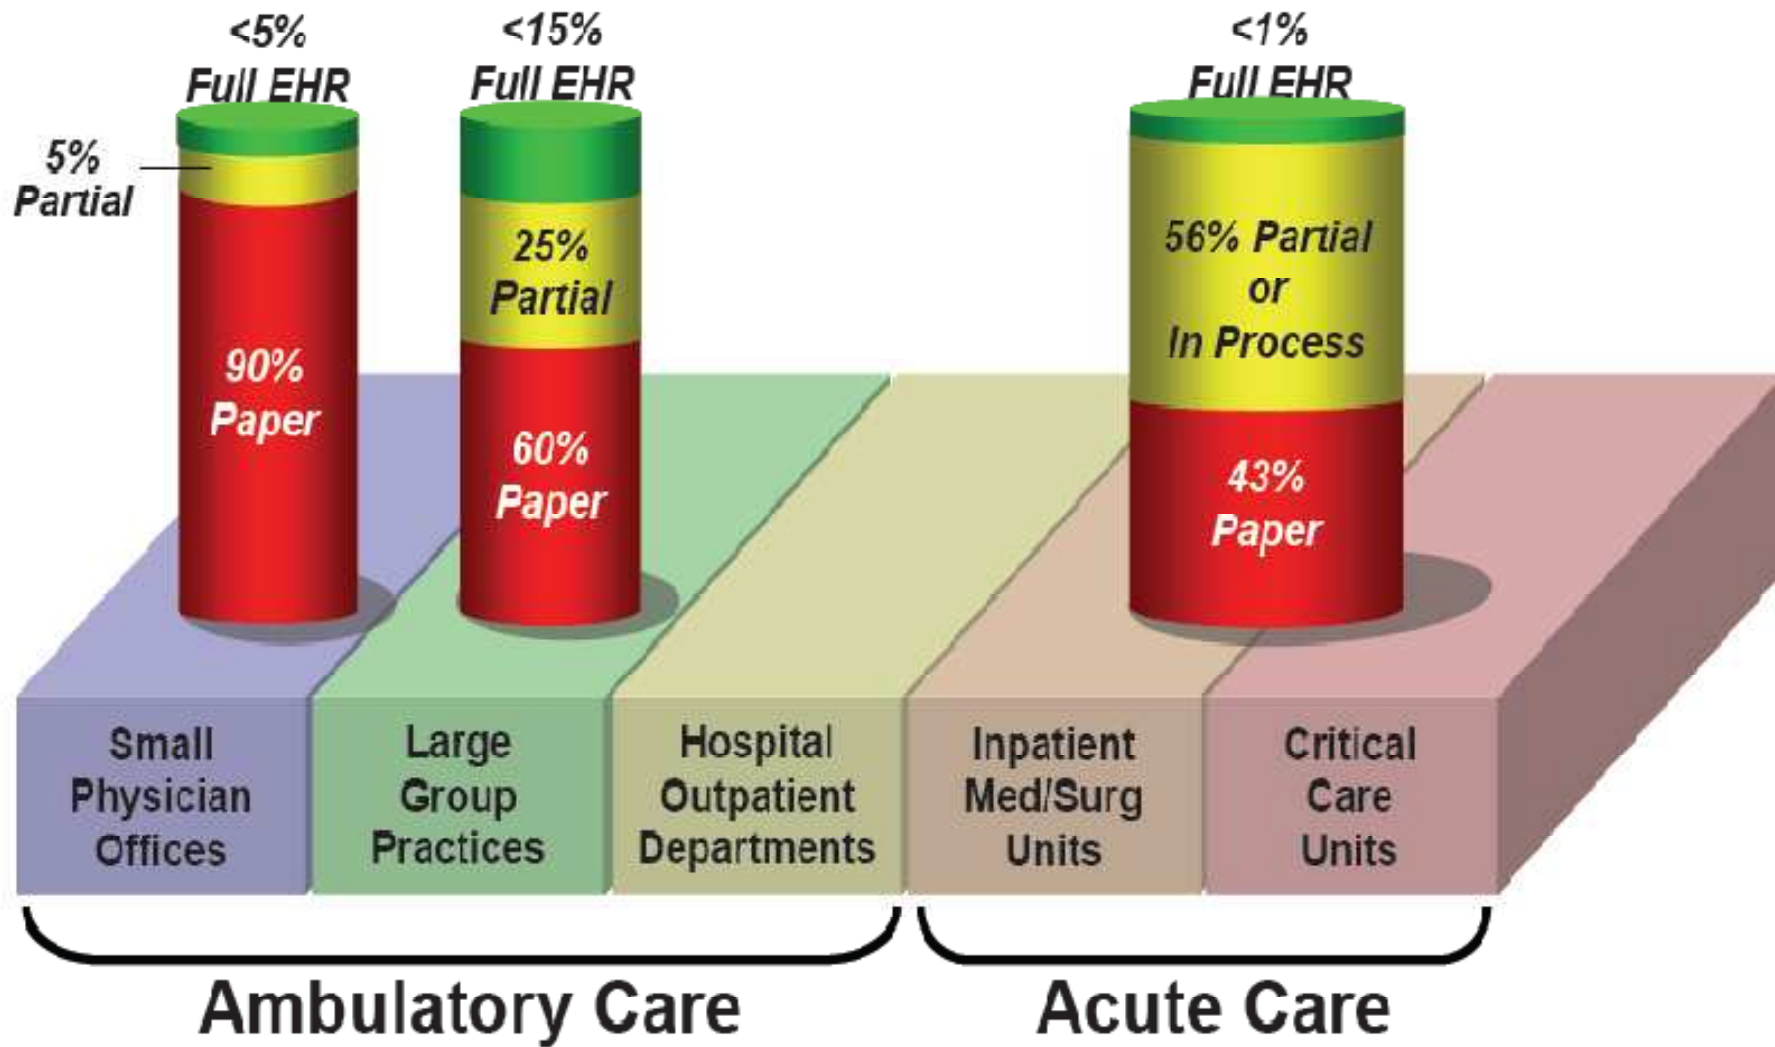 <5%
Full EHR
<15%
Full EHR
<1%
Full EHR
5%
Partial
90%
Paper
25%
Partial
60%
Paper
56% Partial
or
In Process
43%
Paper
Small
Physician
Offices
Large
Group
Practices
Hospital
Outpatient
Departments
Inpatient
Med/Surg
Units
Critical
Care
Units
Ambulatory Care
Acute Care